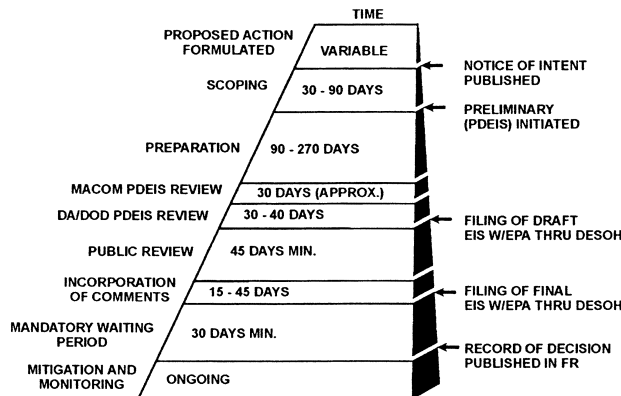 TIME
PROPOSED ACTION
FORMULATED
VARIABLE
NOTICE OF INTENT
PUBLISHED
SCOPING
30 - 90 DAYS
PRELIMINARY
(PDEIS) INITIATED
PREPARATION
90 - 270 DAYS
MACOM PDEIS REVIEW
30 DAYS (APPROX.)
DA/DOD PDEIS REVIEW
30 - 40 DAYS
FILING OF DRAFT
EIS W/EPA THRU DESOH
PUBLIC REVIEW
45 DAYS MIN.
INCORPORATION
OF COMMENTS
15 - 45 DAYS
FILING OF FINAL
EIS W/EPA THRU DESOH
MANDATORY WAITING
PERIOD
30 DAYS MIN.
RECORD OF DECISION
PUBLISHED IN FR
MITIGATION AND
MONITORING
ONGOING